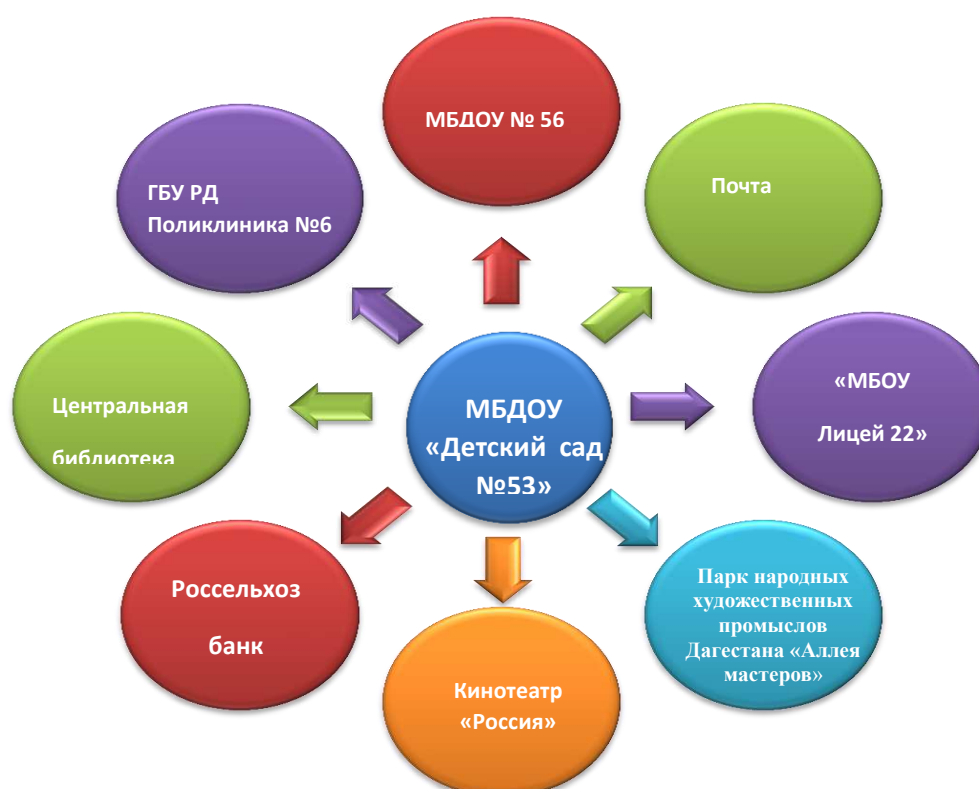 МБДОУ № 56
Почта
ГБУ РД
Поликлиника №6
«МБОУ
Лицей 22»
Центральная
библиотека
МБДОУ
«Детский сад
№53»
Парк народных
художественных
промыслов
Дагестана «Аллея
мастеров»
Россельхоз
банк
Кинотеатр
«Россия»